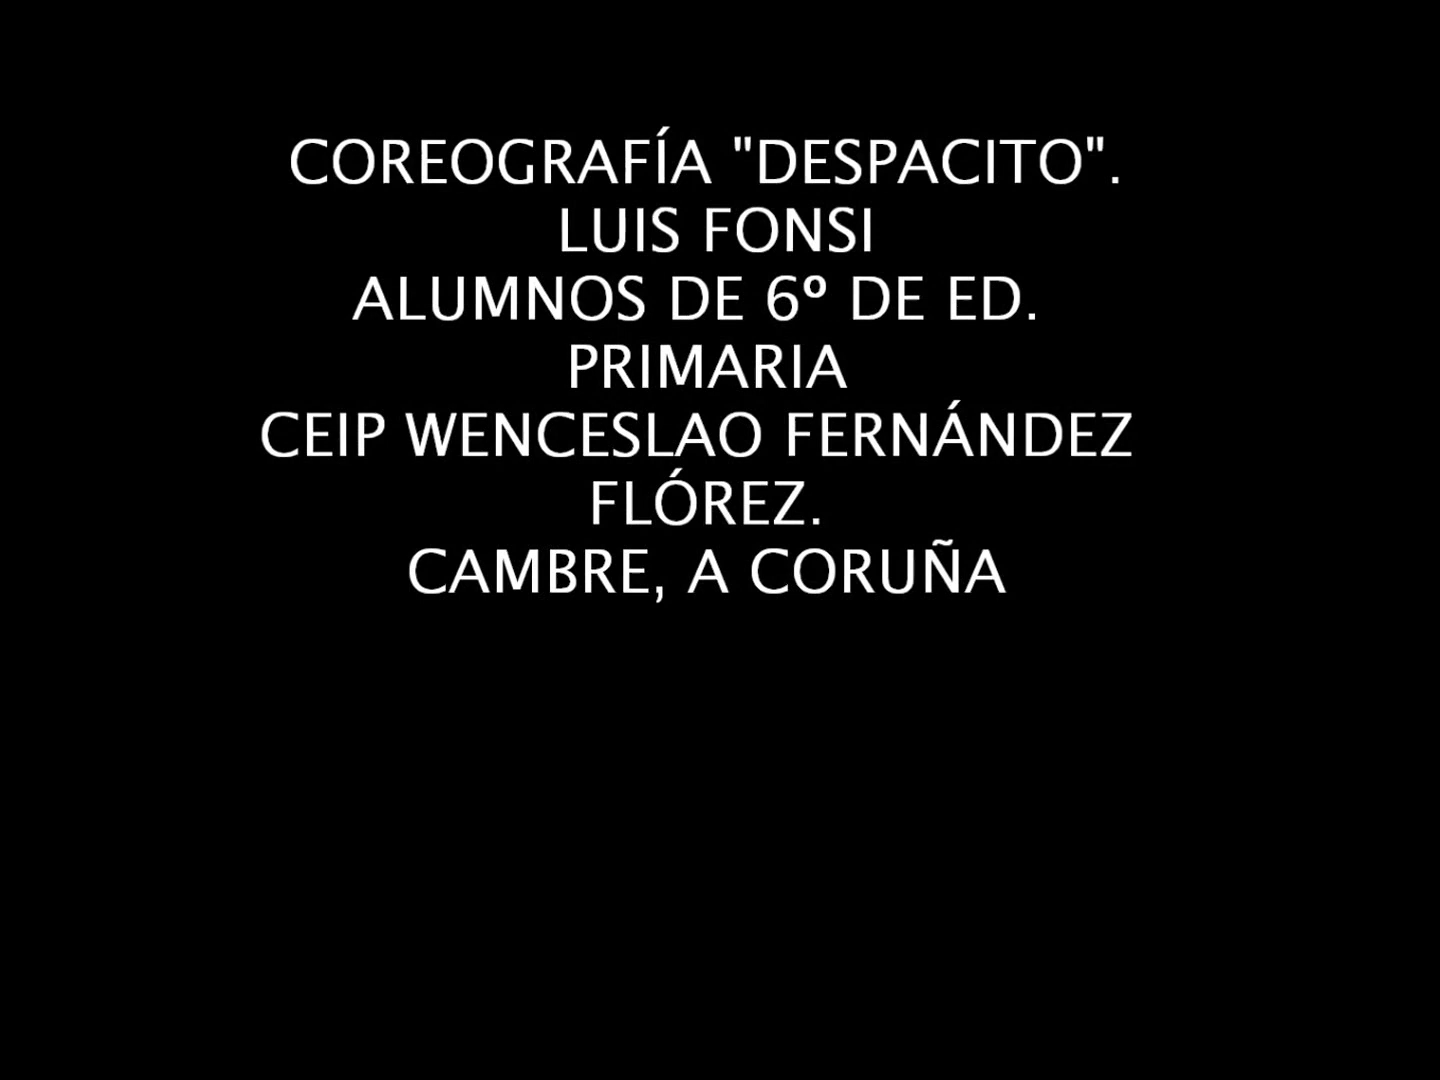 COREOGRAFÍA "DESPACITO".
LUIS FONSI
ALUMNOS DE 6º DE ED.
PRIMARIA
CEIP WENCESLAO FERNÁNDEZ
FLÓREZ.
CAMBRE, A CORUÑA